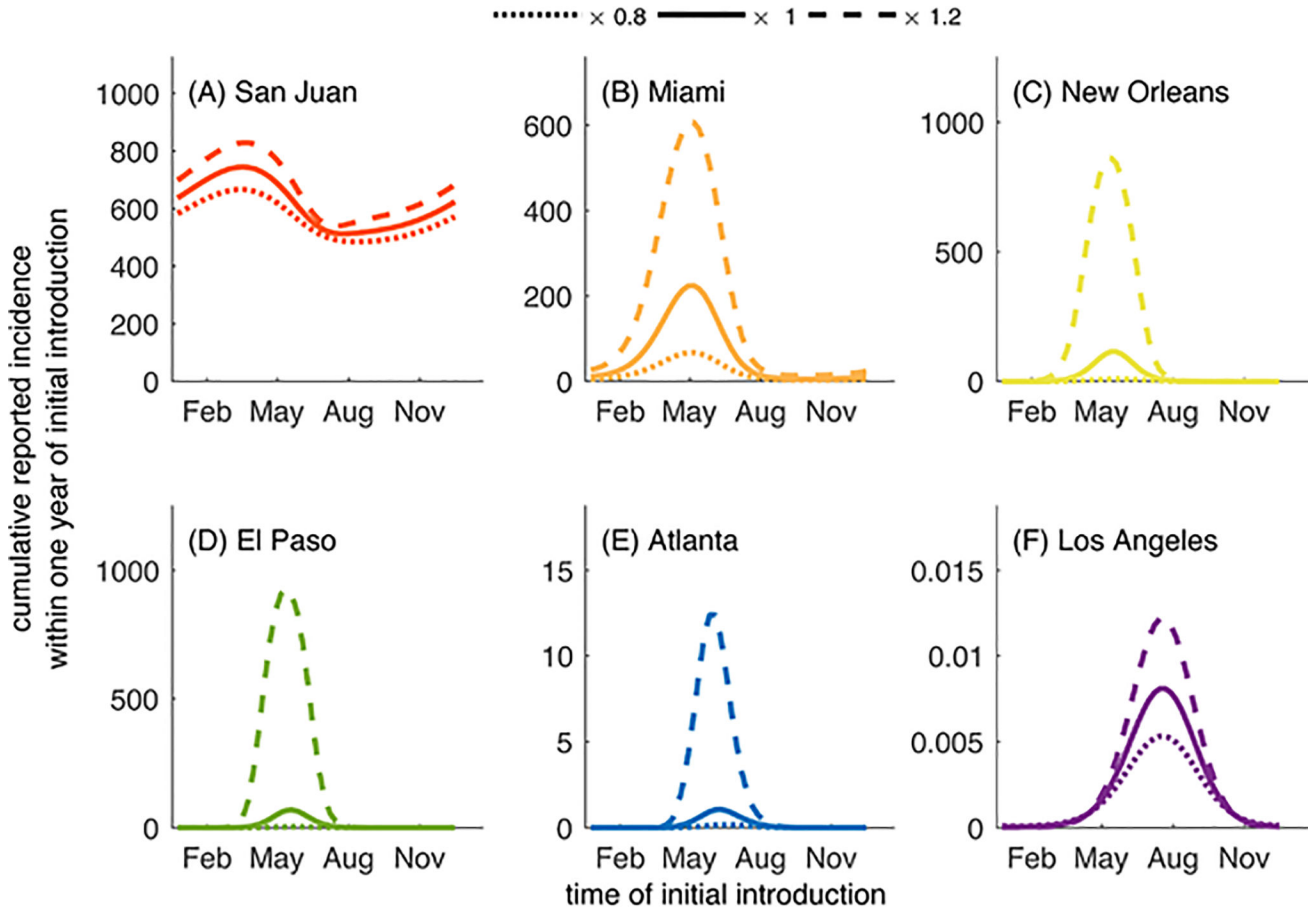 × 0.8 × 1 × 1.2
cumulative reported incidence
within one year of initial introduction
(A) San Juan
1000
800
600
400
200
0
Feb May Aug Nov
(B) Miami
600
400
200
0
Feb May Aug Nov
(C) New Orleans
1000
500
0
Feb May Aug Nov
(D) El Paso
1000
500
0
Feb May Aug Nov
(E) Atlanta
15
10
5
0
Feb May Aug Nov
(F) Los Angeles
0.015
0.01
0.005
0
Feb May Aug Nov
time of initial introduction